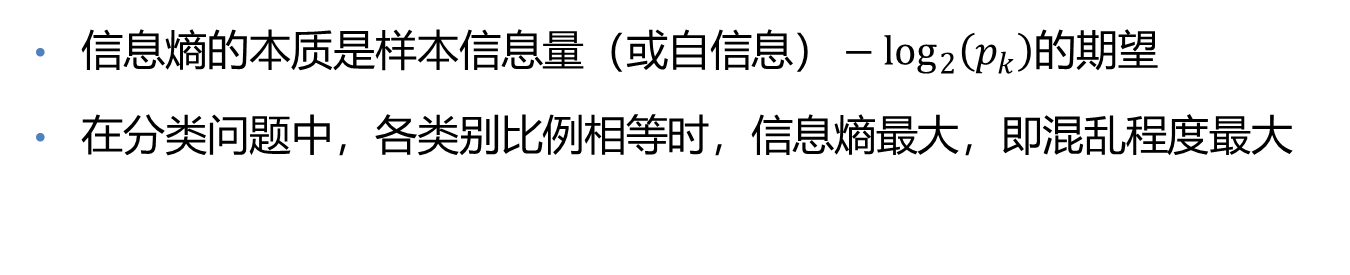 • 信息熵的本质是样本信息量（或自信息）－log₂(pₖ)的期望
• 在分类问题中，各类别比例相等时，信息熵最大，即混乱程度最大